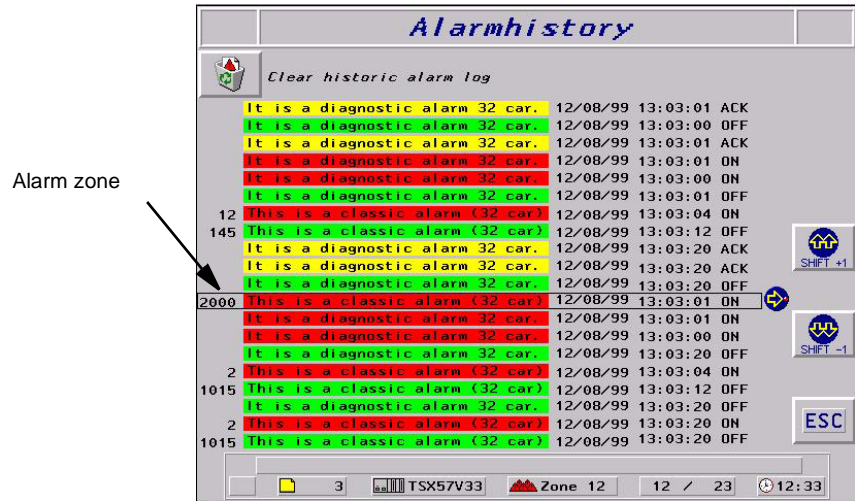 Alarmhistory
Clear historic alarm log
It is a diagnostic alarm 32 car. 12/08/99 13:03:01 ACK
It is a diagnostic alarm 32 car. 12/08/99 13:03:00 OFF
It is a diagnostic alarm 32 car. 12/08/99 13:03:01 ACK
It is a diagnostic alarm 32 car. 12/08/99 13:03:01 ON
It is a diagnostic alarm 32 car. 12/08/99 13:03:00 ON
It is a diagnostic alarm 32 car. 12/08/99 13:03:01 OFF
Alarm zone
12 This is a classic alarm (32 car) 12/08/99 13:03:04 ON
145 This is a classic alarm (32 car) 12/08/99 13:03:12 OFF
It is a diagnostic alarm 32 car. 12/08/99 13:03:20 ACK
It is a diagnostic alarm 32 car. 12/08/99 13:03:20 ACK
SHIFT +1
It is a diagnostic alarm 32 car. 12/08/99 13:03:20 OFF
2000 This is a classic alarm (32 car) 12/08/99 13:03:01 ON
It is a diagnostic alarm 32 car. 12/08/99 13:03:01 ON
It is a diagnostic alarm 32 car. 12/08/99 13:03:00 ON
It is a diagnostic alarm 32 car. 12/08/99 13:03:20 OFF
SHIFT -1
2 This is a classic alarm (32 car) 12/08/99 13:03:04 ON
1015 This is a classic alarm (32 car) 12/08/99 13:03:12 OFF
It is a diagnostic alarm 32 car. 12/08/99 13:03:20 OFF
2 This is a classic alarm (32 car) 12/08/99 13:03:20 ON
ESC
1015 This is a classic alarm (32 car) 12/08/99 13:03:20 OFF
3 TSX57V33 Zone 12 12 / 23 12:33